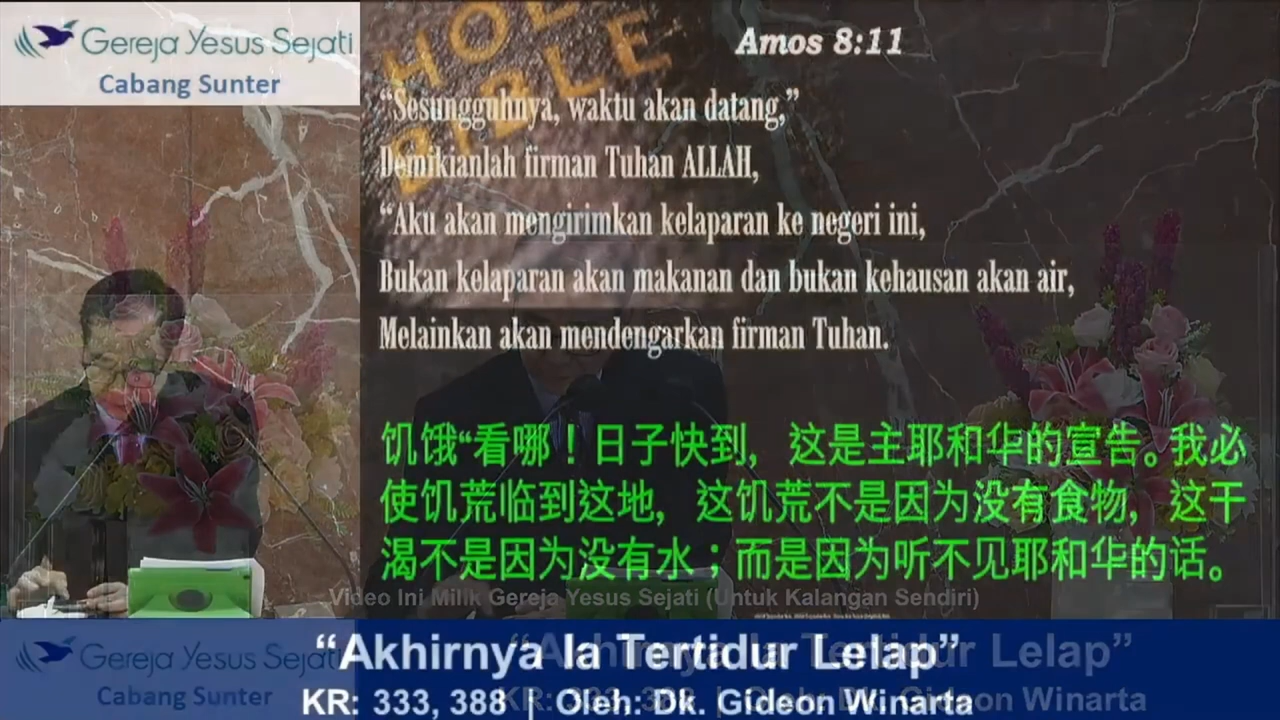 Gereja Yesus Sejati
Cabang Sunter
HOLY
BIBLE
Amos 8:11
“Sesungguhnya, waktu akan datang,”
Demikianlah firman Tuhan ALLAH,
“Aku akan mengirimkan kelaparan ke negeri ini,
Bukan kelaparan akan makanan dan bukan kehausan akan air,
Melainkan akan mendengarkan firman Tuhan.
饥饿“看哪！日子快到, 这是主耶和华的宣告。我必
使饥荒临到这地, 这饥荒不是因为没有食物, 这干
渴不是因为没有水；而是因为听不见耶和华的话。
Video Ini Milik Gereja Yesus Sejati (Untuk Kalangan Sendiri)
Gereja Yesus Sejati
Cabang Sunter
“Akhirnya Ia Tertidur Lelap”
KR: 333, 388 | Oleh: Dk. Gideon Winarta